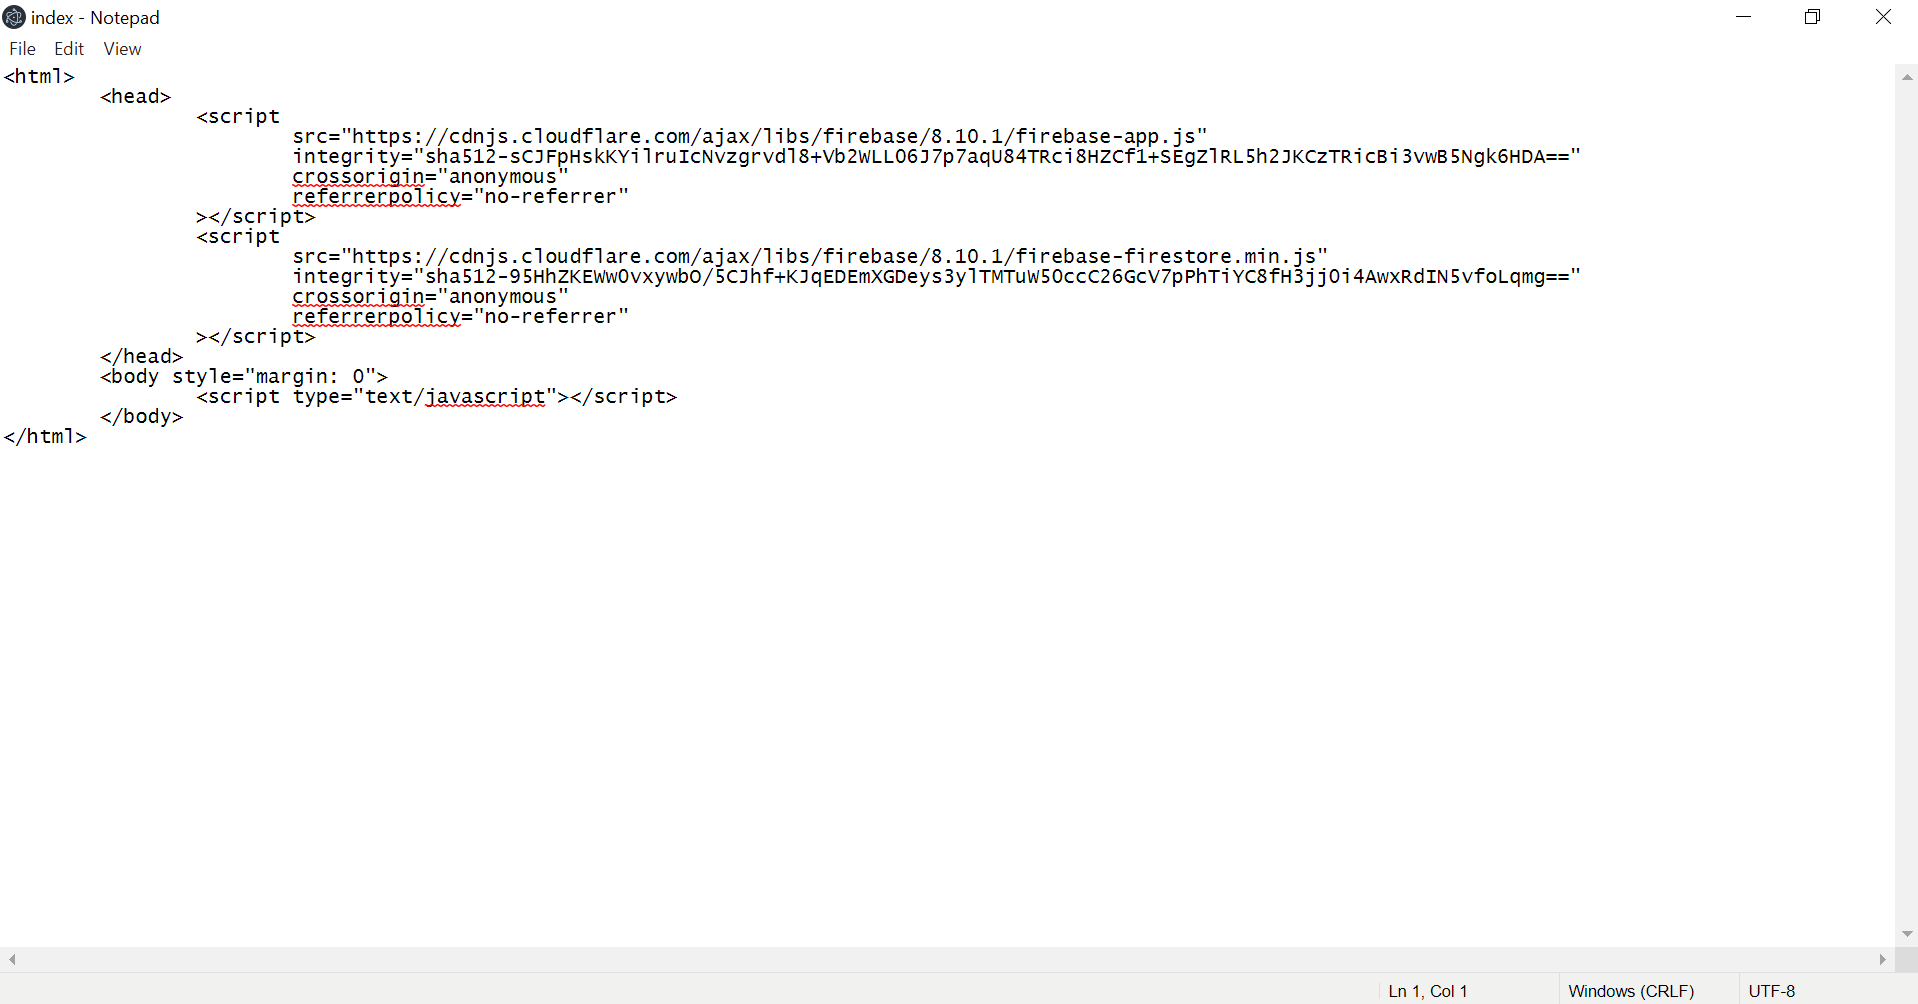 index - Notepad
File Edit View
<html>
<head>
<script
src="https://cdnjs.cloudflare.com/ajax/libs/firebase/8.10.1/firebase-app.js"
integrity="sha512-sCJFpHskKYilruIcNvzgrvdl8+Vb2WLLO6J7p7aqU84TRci8HZCf1+SEgZlRL5h2JKCzTRicBi3vwB5Ngk6HDA=="
crossorigin="anonymous"
referrerpolicy="no-referrer"
></script>
<script
src="https://cdnjs.cloudflare.com/ajax/libs/firebase/8.10.1/firebase-firestore.min.js"
integrity="sha512-95HhZKEWw0vxywbO/5CJhf+KJqEDEmXGDeys3ylTMTuW50ccC26GcV7pPhTiYC8fH3jj0i4AwxRdIN5vfoLqmg=="
crossorigin="anonymous"
referrerpolicy="no-referrer"
></script>
</head>
<body style="margin: 0">
<script type="text/javascript"></script>
</body>
</html>
Ln 1, Col 1
Windows (CRLF)
UTF-8